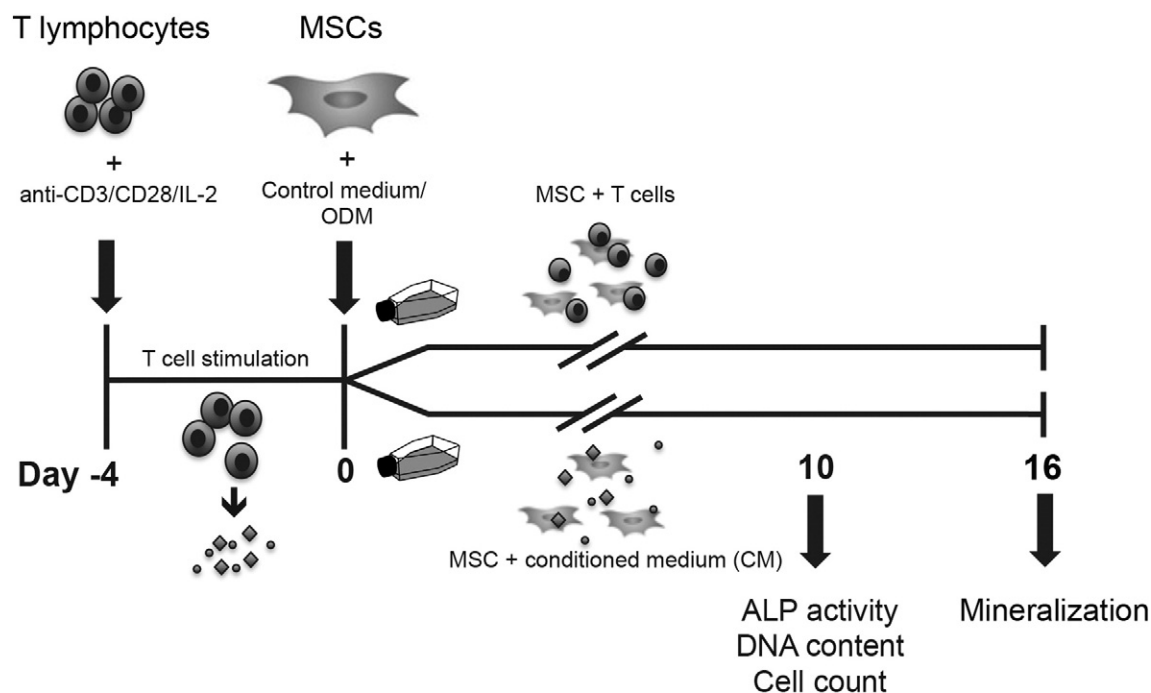 T lymphocytes
MSCs
+
+
anti-CD3/CD28/IL-2
Control medium/
ODM
MSC + T cells
T cell stimulation
Day -4
0
10
16
MSC + conditioned medium (CM)
ALP activity
DNA content
Cell count
Mineralization